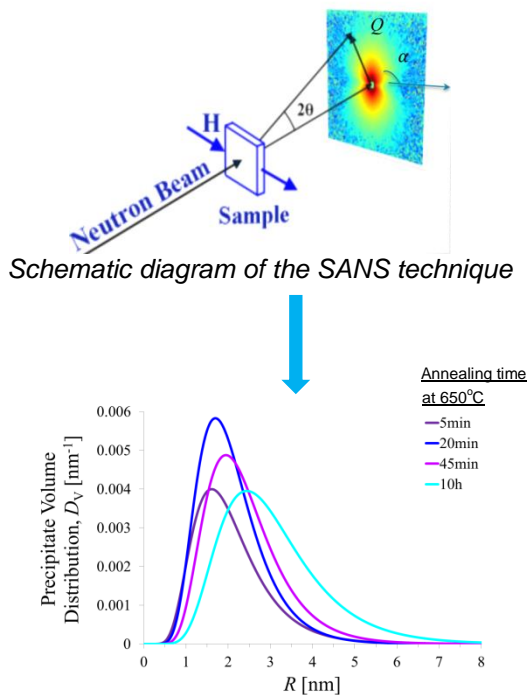 Q
α
2θ
H
Neutron Beam
Sample
Schematic diagram of the SANS technique
Annealing time
at 650°C
5min
20min
45min
10h
Precipitate Volume
Distribution, D_V [nm⁻¹]
0.006
0.005
0.004
0.003
0.002
0.001
0
0 1 2 3 4 5 6 7 8
R [nm]